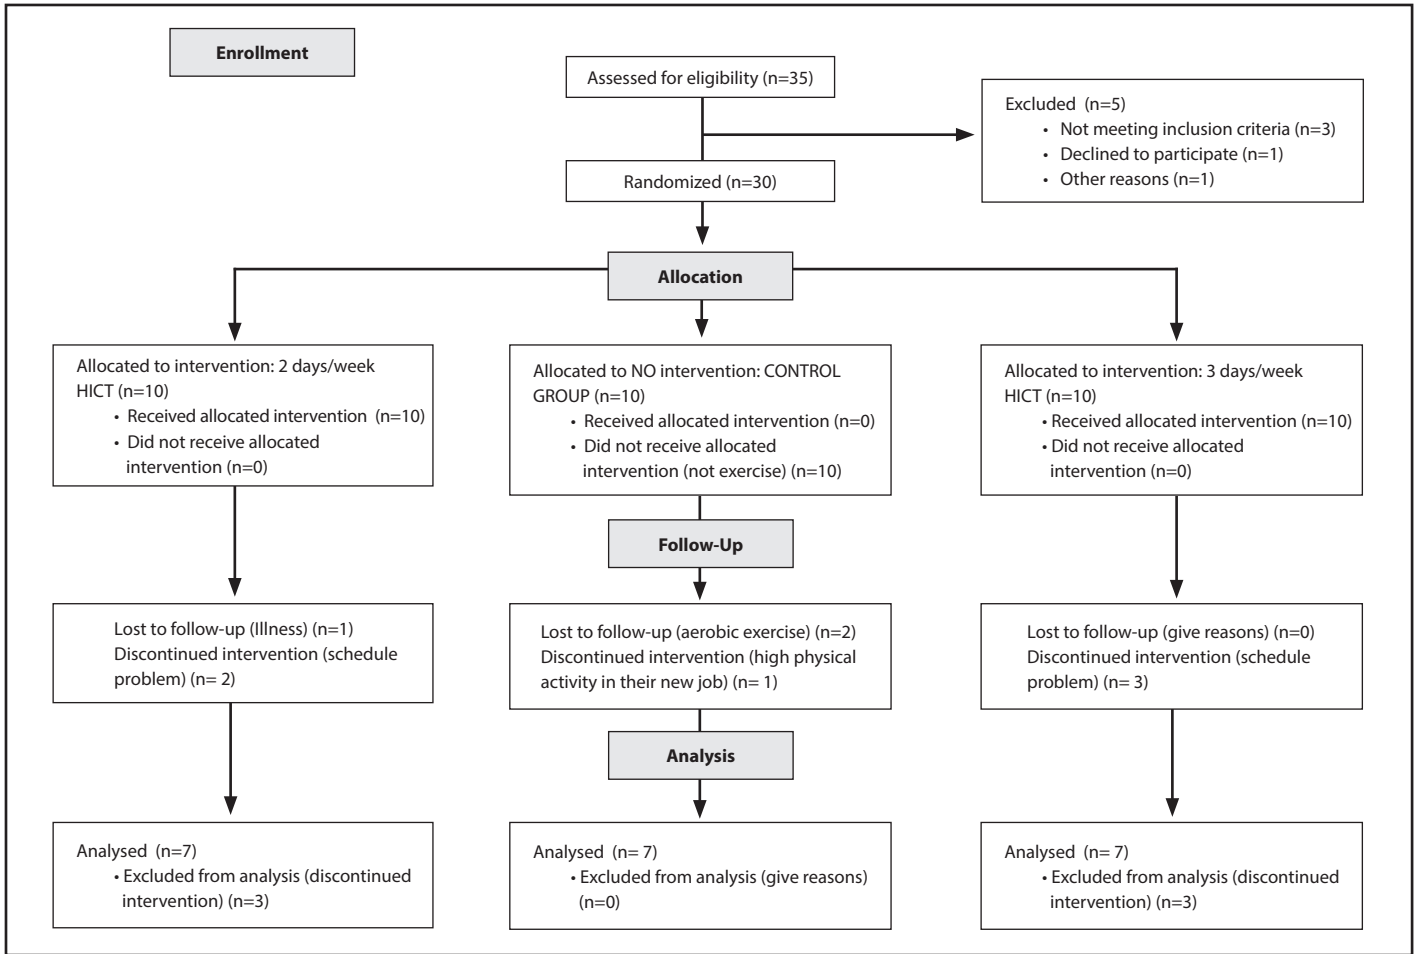 Enrollment
Assessed for eligibility (n=35)
Excluded (n=5)
• Not meeting inclusion criteria (n=3)
• Declined to participate (n=1)
• Other reasons (n=1)
Randomized (n=30)
Allocation
Allocated to intervention: 2 days/week
HICT (n=10)
• Received allocated intervention (n=10)
• Did not receive allocated
intervention (n=0)
Allocated to NO intervention: CONTROL
GROUP (n=10)
• Received allocated intervention (n=0)
• Did not receive allocated
intervention (not exercise) (n=10)
Allocated to intervention: 3 days/week
HICT (n=10)
• Received allocated intervention (n=10)
• Did not receive allocated
intervention (n=0)
Follow-Up
Lost to follow-up (Illness) (n=1)
Discontinued intervention (schedule
problem) (n= 2)
Lost to follow-up (aerobic exercise) (n=2)
Discontinued intervention (high physical
activity in their new job) (n= 1)
Lost to follow-up (give reasons) (n=0)
Discontinued intervention (schedule
problem) (n= 3)
Analysis
Analysed (n=7)
• Excluded from analysis (discontinued
intervention) (n=3)
Analysed (n= 7)
• Excluded from analysis (give reasons)
(n=0)
Analysed (n= 7)
• Excluded from analysis (discontinued
intervention) (n=3)